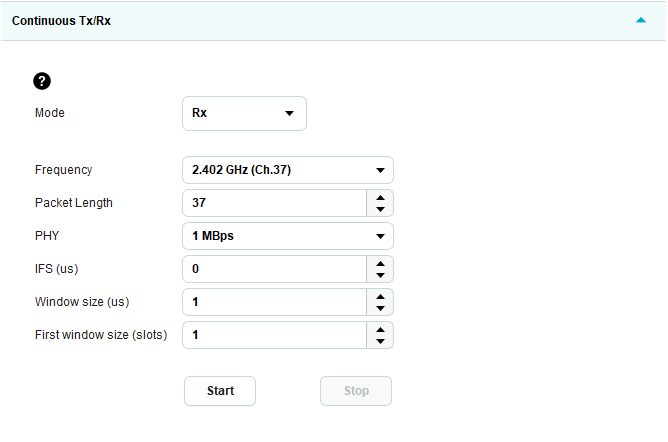 Continuous Tx/Rx
?
Mode Rx
Frequency 2.402 GHz (Ch.37)
Packet Length 37
PHY 1 MBps
IFS (us) 0
Window size (us) 1
First window size (slots) 1
Start Stop